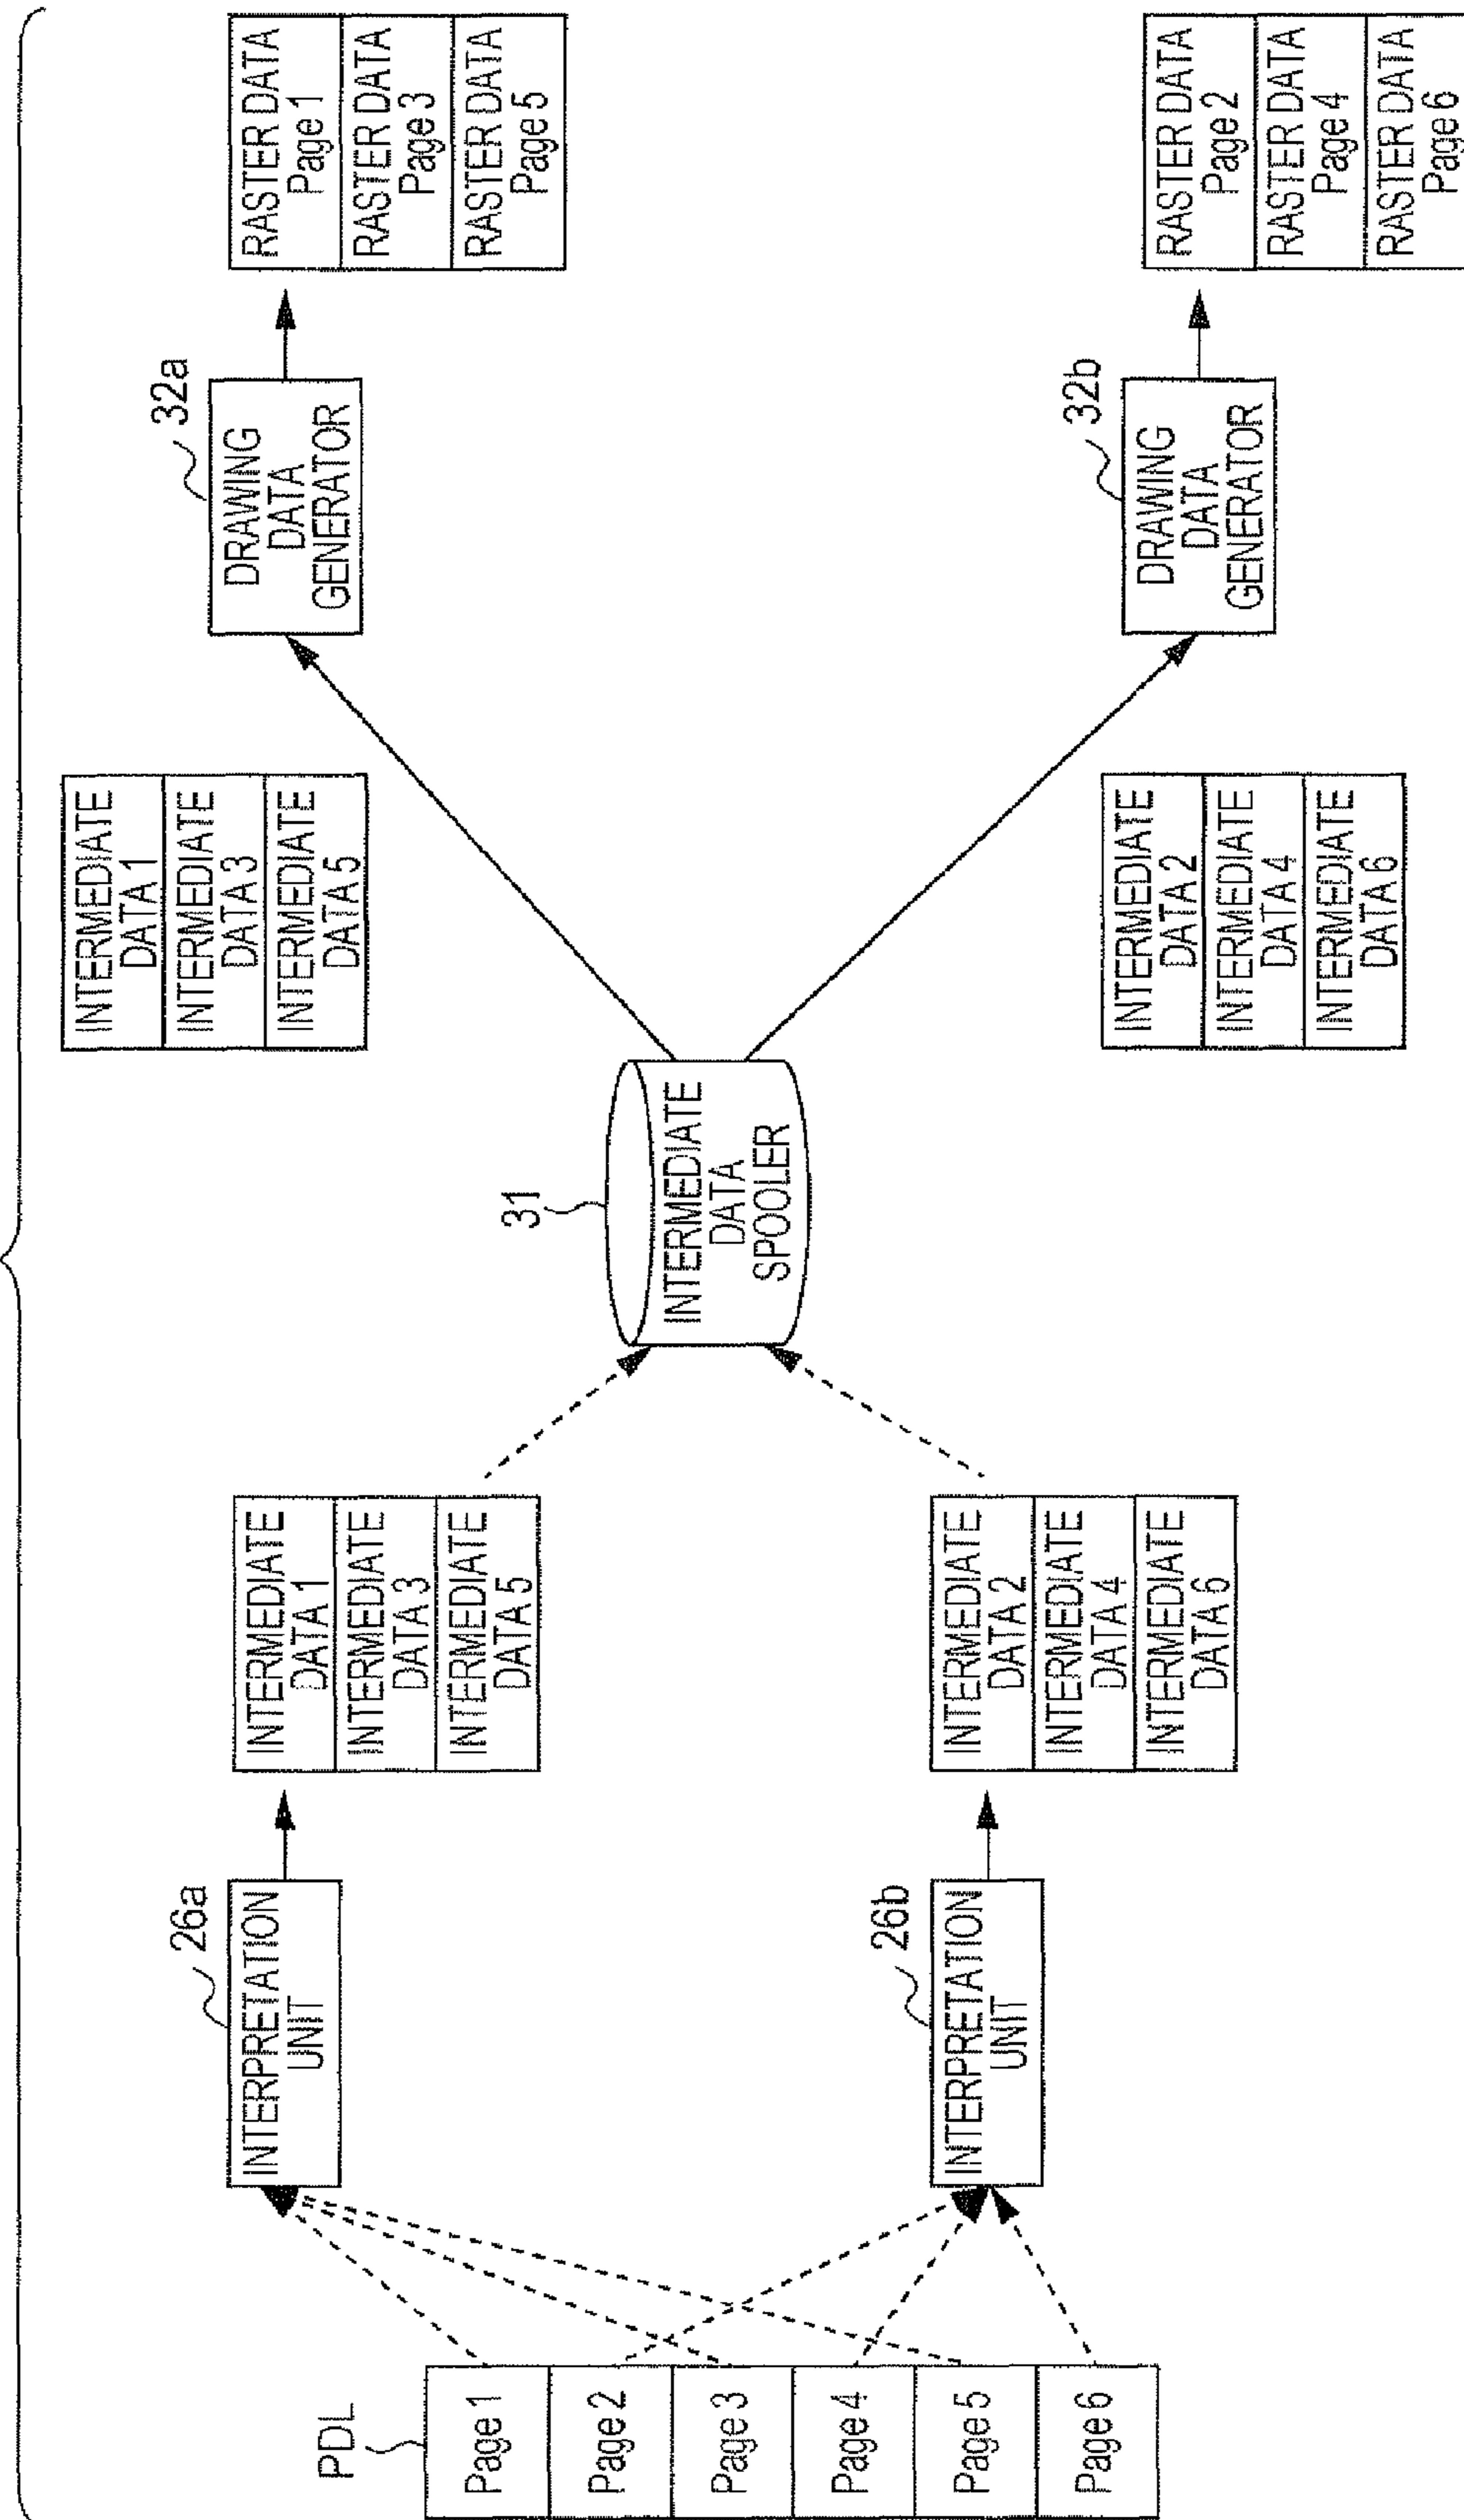 PDL
Page 1
Page 2
Page 3
Page 4
Page 5
Page 6
26a
INTERPRETATION
UNIT
26b
INTERPRETATION
UNIT
INTERMEDIATE
DATA 1
INTERMEDIATE
DATA 3
INTERMEDIATE
DATA 5
INTERMEDIATE
DATA 2
INTERMEDIATE
DATA 4
INTERMEDIATE
DATA 6
31
INTERMEDIATE
DATA
SPOOLER
INTERMEDIATE
DATA 1
INTERMEDIATE
DATA 3
INTERMEDIATE
DATA 5
INTERMEDIATE
DATA 2
INTERMEDIATE
DATA 4
INTERMEDIATE
DATA 6
32a
DRAWING
DATA
GENERATOR
32b
DRAWING
DATA
GENERATOR
RASTER DATA
Page 1
RASTER DATA
Page 3
RASTER DATA
Page 5
RASTER DATA
Page 2
RASTER DATA
Page 4
RASTER DATA
Page 6